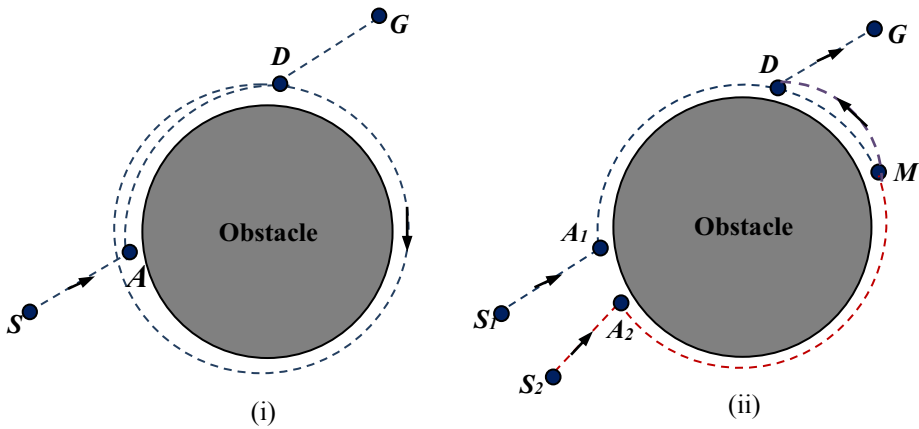 G
D
Obstacle
A
S
(i)
G
D
M
Obstacle
A1
S1
A2
S2
(ii)